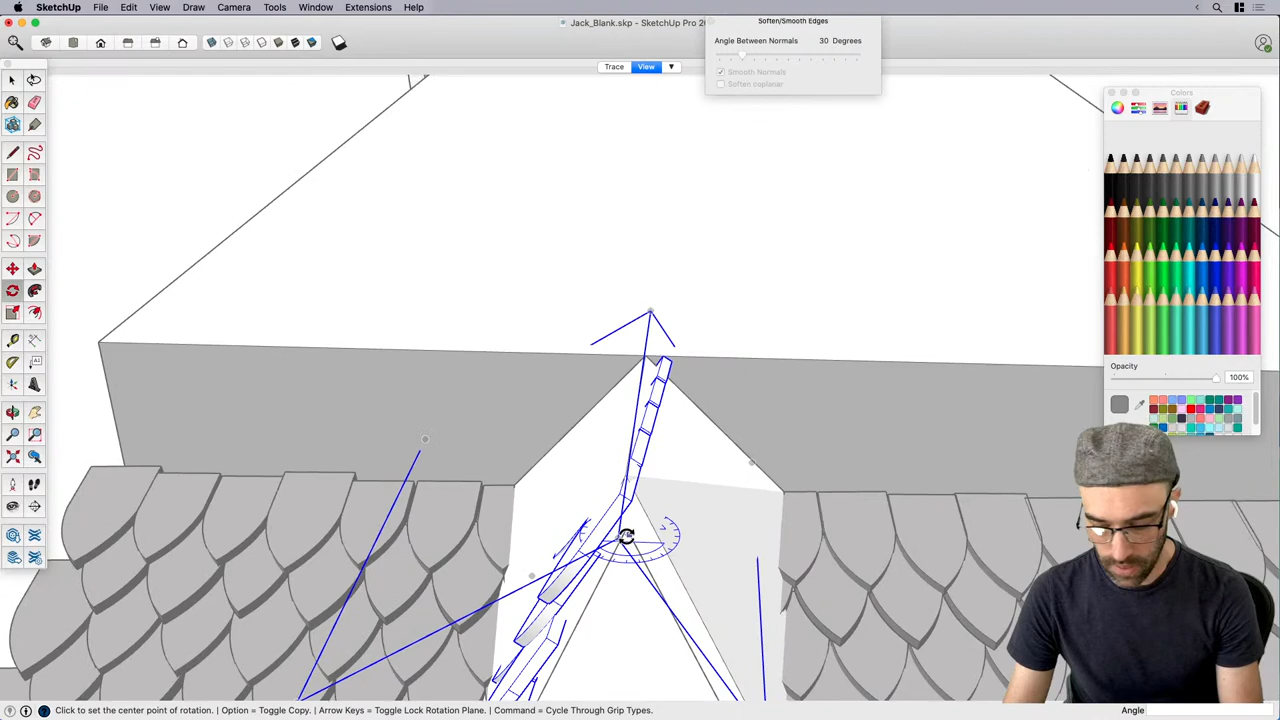 SketchUp File Edit View Draw Camera Tools Window Extensions Help
Jack_Blank.skp - SketchUp Pro 20
Soften/Smooth Edges
Angle Between Normals 30 Degrees
Smooth Normals
Soften coplanar
Trace View
Colors
Opacity
100%
Click to set the center point of rotation. | Option = Toggle Copy. | Arrow Keys = Toggle Lock Rotation Plane. | Command = Cycle Through Grip Types.
Angle